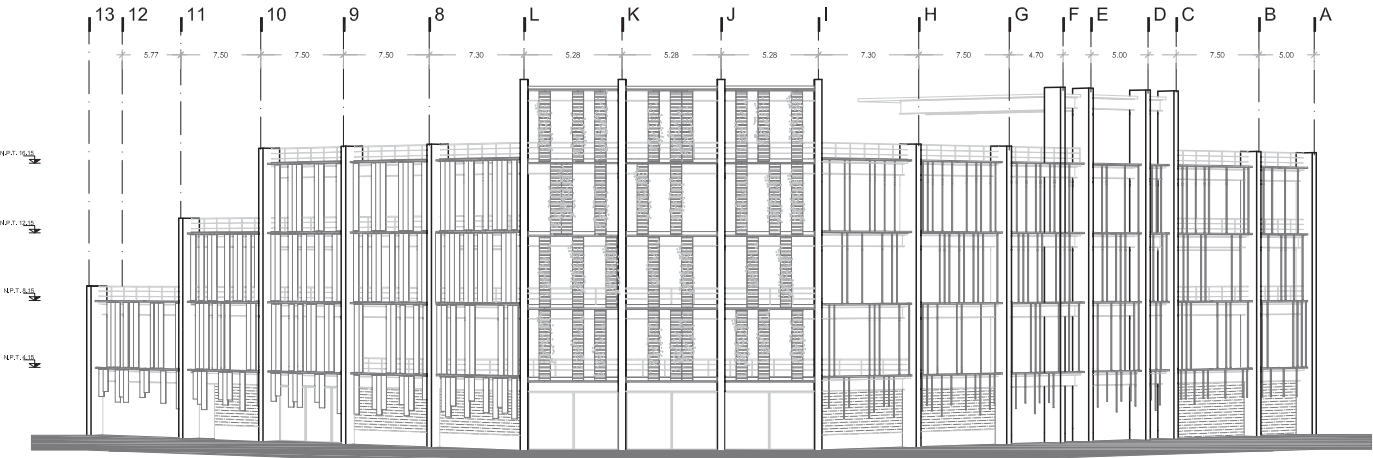 13 12 11 10 9 8 L K J I H G F E D C B A
5.77 7.50 7.50 7.50 7.30 5.28 5.28 5.28 7.30 7.50 4.70 5.00 7.50 5.00
N.P.T. 16.15
N.P.T. 12.15
N.P.T. 8.15
N.P.T. 4.15